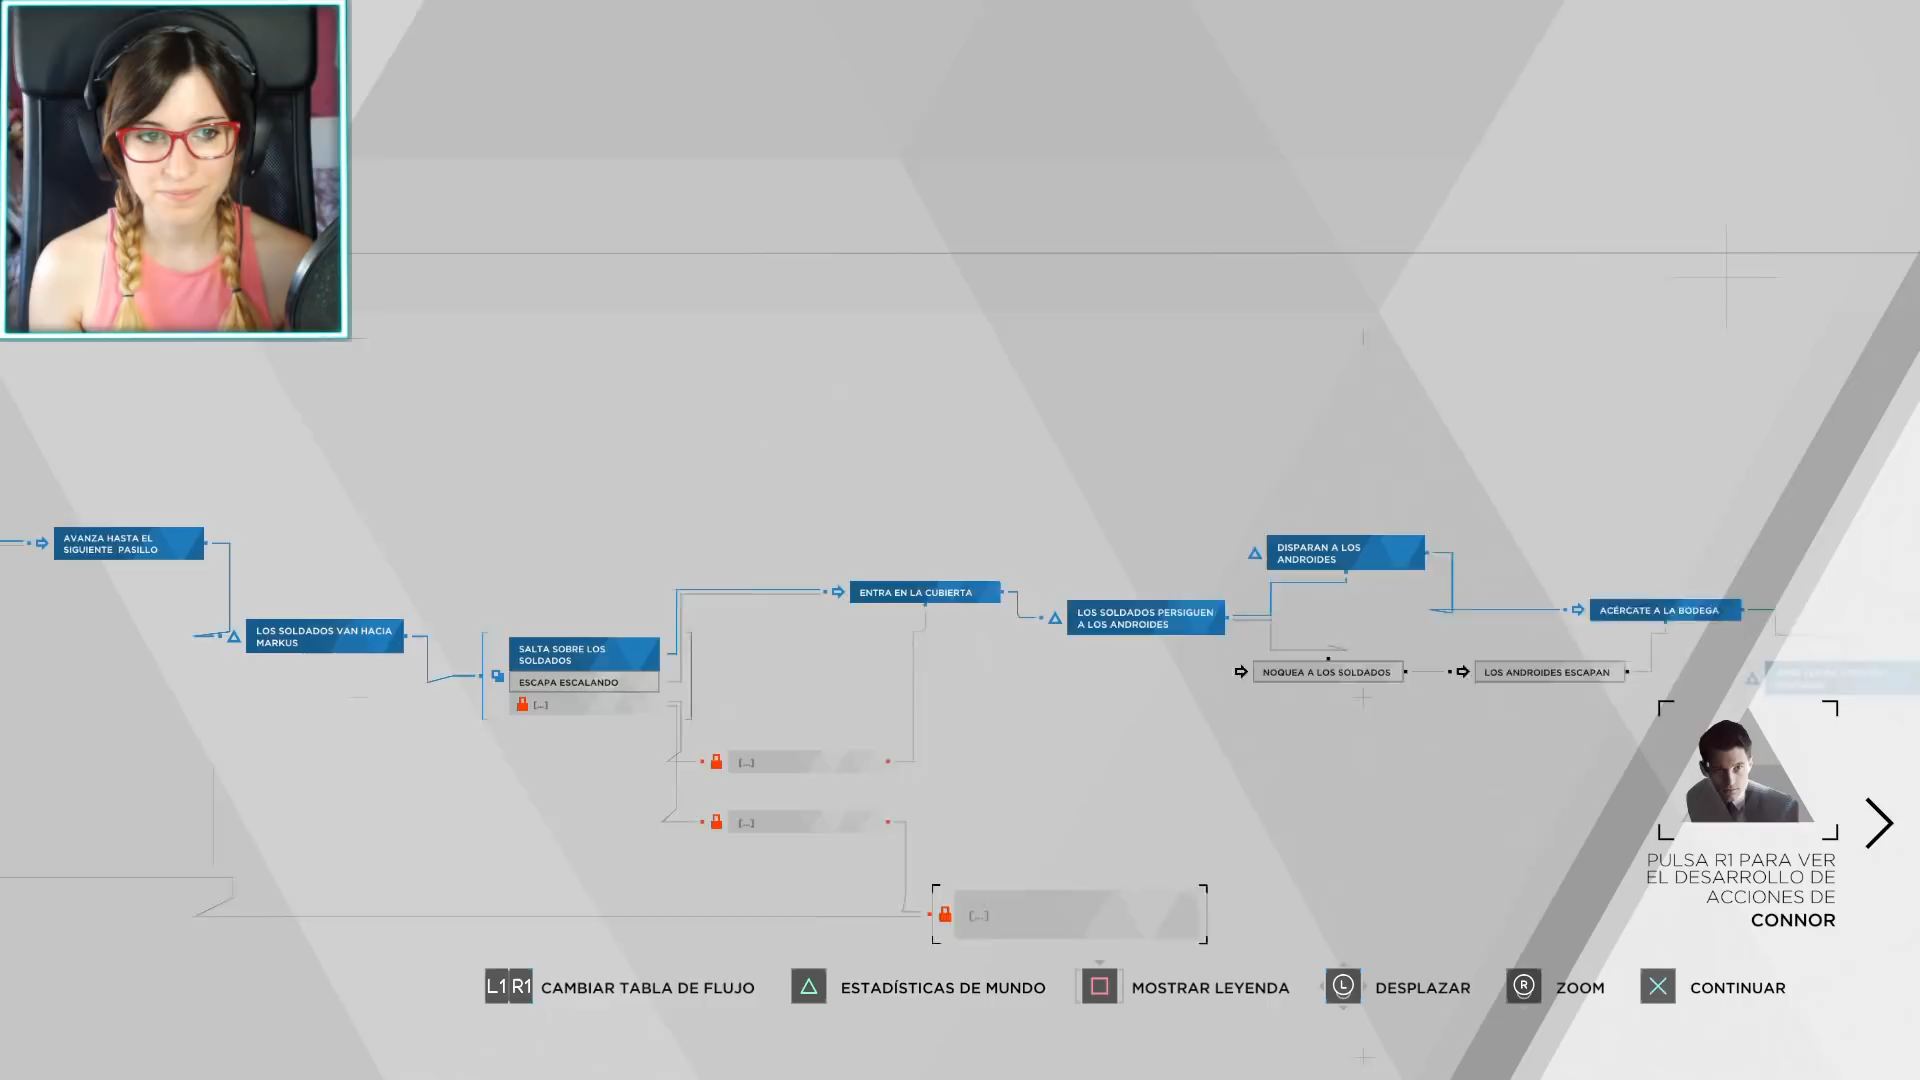 AVANZA HASTA EL
SIGUIENTE PASILLO
LOS SOLDADOS VAN HACIA
MARKUS
SALTA SOBRE LOS
SOLDADOS
ESCAPA ESCALANDO
[...]
[...]
[...]
[...]
ENTRA EN LA CUBIERTA
LOS SOLDADOS PERSIGUEN
A LOS ANDROIDES
DISPARAN A LOS
ANDROIDES
NOQUEA A LOS SOLDADOS
LOS ANDROIDES ESCAPAN
ACÉRCATE A LA BODEGA
PULSA R1 PARA VER
EL DESARROLLO DE
ACCIONES DE
CONNOR
L1 R1 CAMBIAR TABLA DE FLUJO
ESTADÍSTICAS DE MUNDO
MOSTRAR LEYENDA
L DESPLAZAR
R ZOOM
CONTINUAR